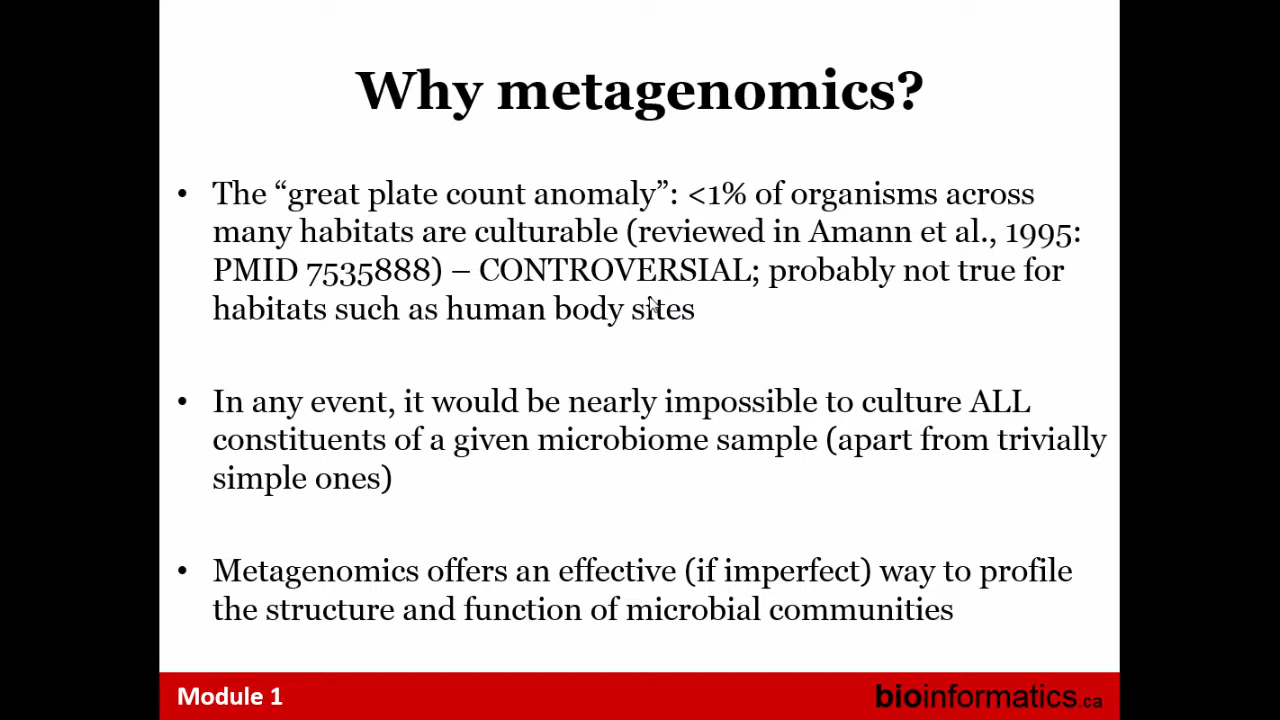 Why metagenomics?
• The “great plate count anomaly”: <1% of organisms across
many habitats are culturable (reviewed in Amann et al., 1995:
PMID 7535888) – CONTROVERSIAL; probably not true for
habitats such as human body sites
• In any event, it would be nearly impossible to culture ALL
constituents of a given microbiome sample (apart from trivially
simple ones)
• Metagenomics offers an effective (if imperfect) way to profile
the structure and function of microbial communities
Module 1
bioinformatics.ca